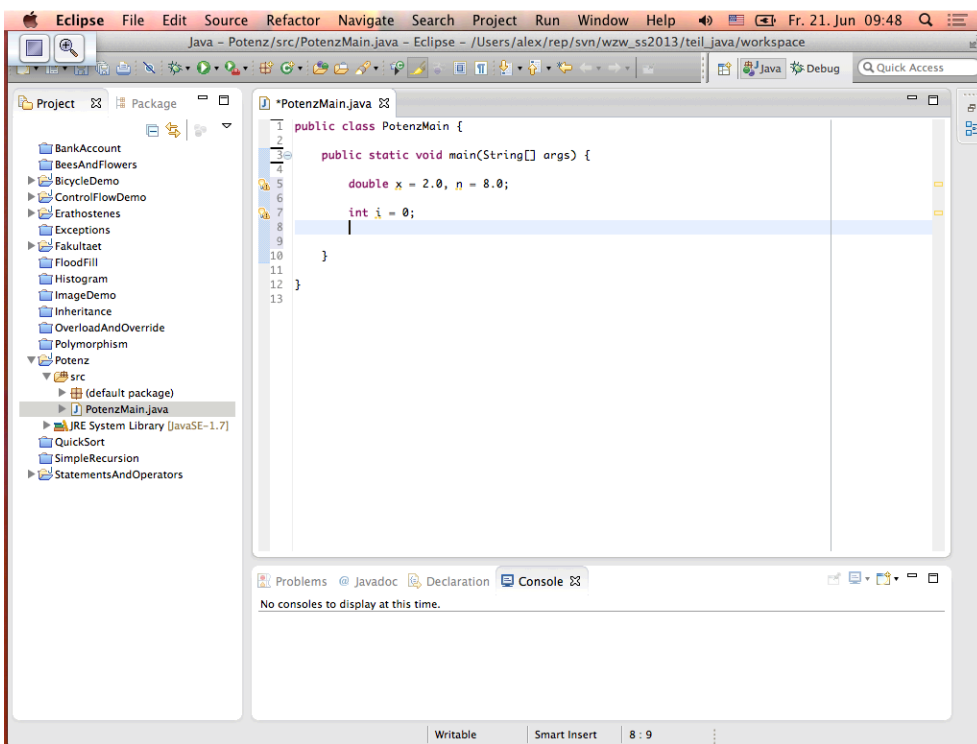 Eclipse File Edit Source Refactor Navigate Search Project Run Window Help Fr. 21. Jun 09:48
Java – Potenz/src/PotenzMain.java – Eclipse – /Users/alex/rep/svn/wzw_ss2013/teil_java/workspace
Java Debug Quick Access
Project Package
BankAccount
BeesAndFlowers
BicycleDemo
ControlFlowDemo
Erathostenes
Exceptions
Fakultaet
FloodFill
Histogram
ImageDemo
Inheritance
OverloadAndOverride
Polymorphism
Potenz
src
(default package)
PotenzMain.java
JRE System Library [JavaSE-1.7]
QuickSort
SimpleRecursion
StatementsAndOperators
*PotenzMain.java
1 public class PotenzMain {
2
3 public static void main(String[] args) {
4
5 double x = 2.0, n = 8.0;
6
7 int i = 0;
8
9
10 }
11
12 }
13
Problems @ Javadoc Declaration Console
No consoles to display at this time.
Writable Smart Insert 8 : 9